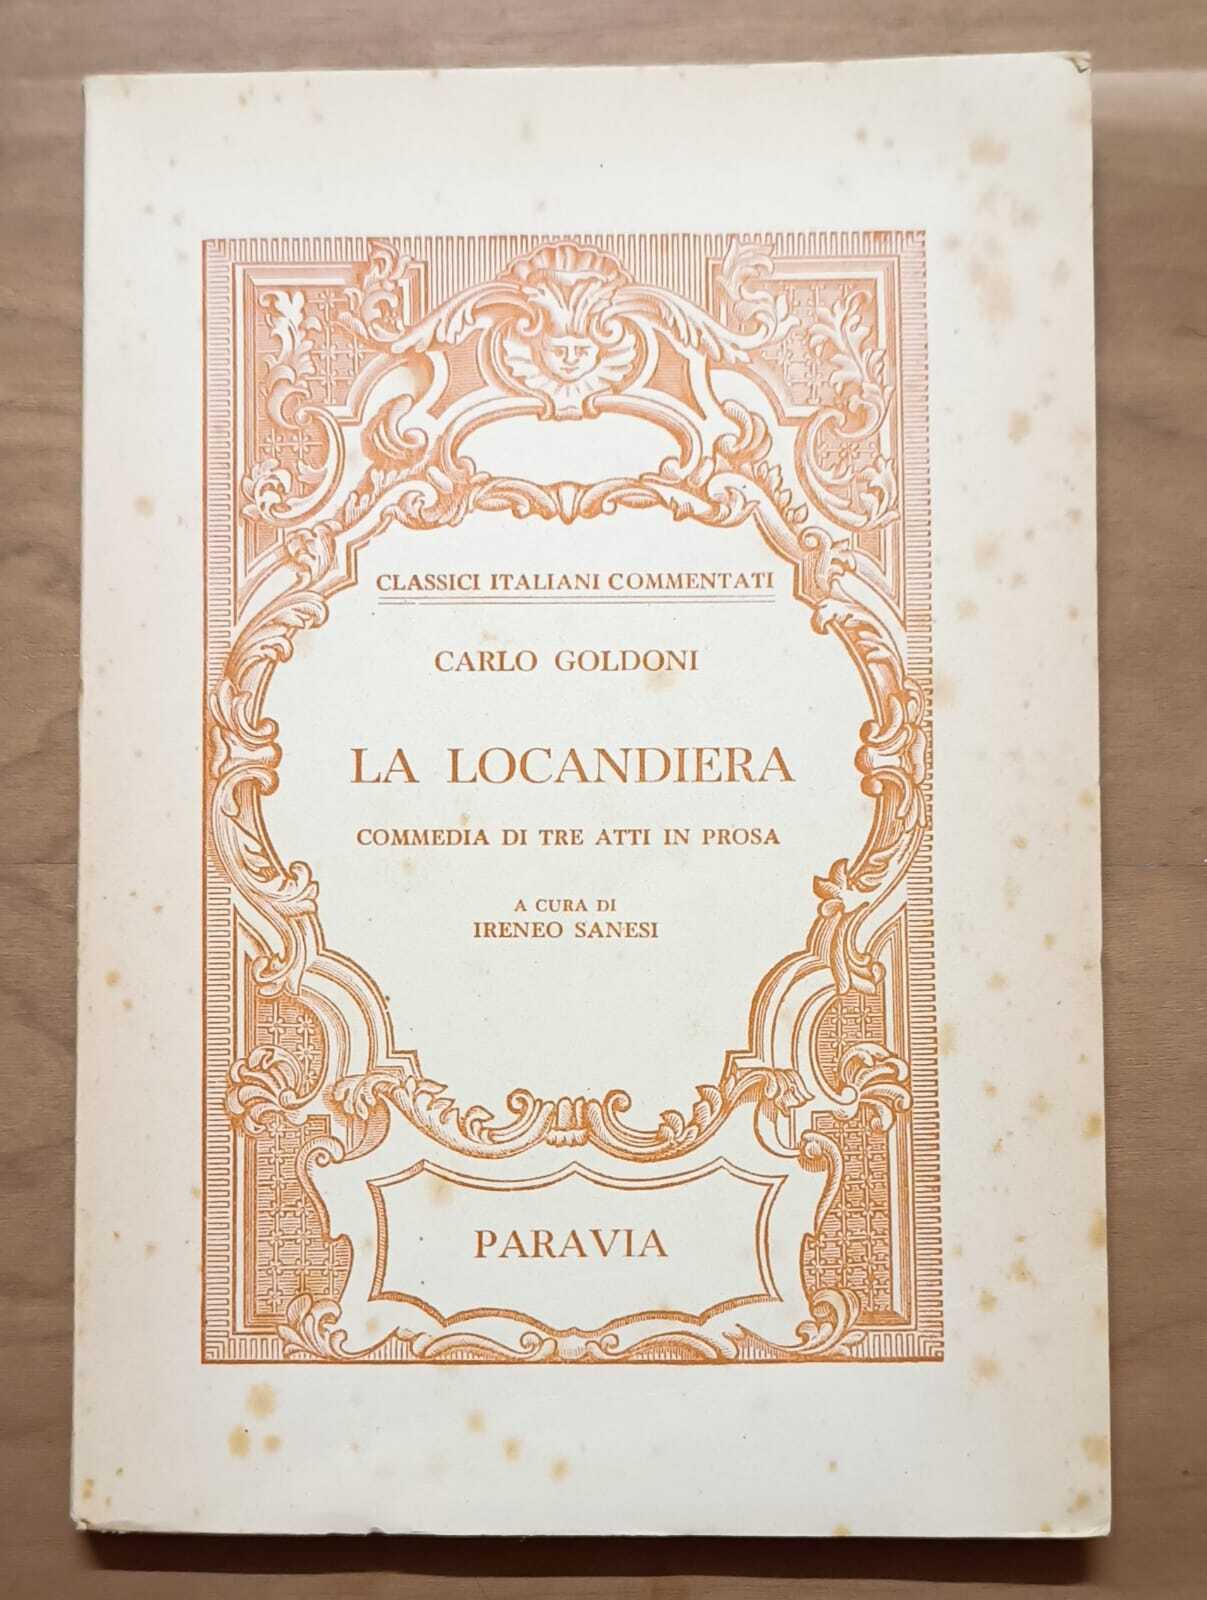 CLASSICI ITALIANI COMMENTATI
CARLO GOLDONI
LA LOCANDIERA
COMMEDIA DI TRE ATTI IN PROSA
A CURA DI
IRENEO SANESI
PARAVIA